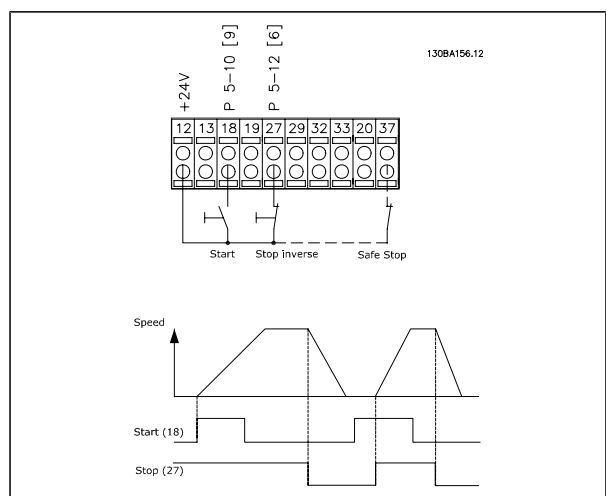 130BA156.12
+24V
P 5-10 [9]
P 5-12 [6]
12 13 18 19 27 29 32 33 20 37
Start Stop inverse Safe Stop
Speed
Start (18)
Stop (27)